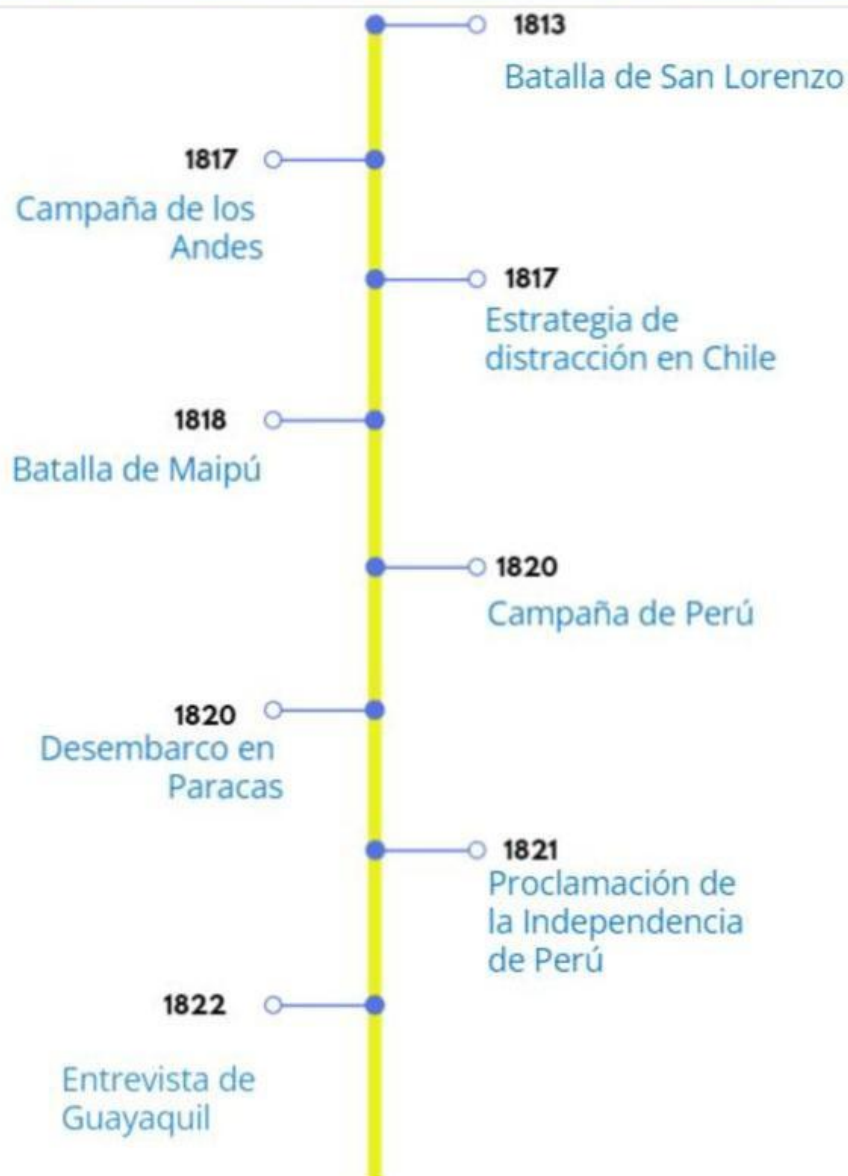 1813
Batalla de San Lorenzo
1817
Campaña de los
Andes
1817
Estrategia de
distracción en Chile
1818
Batalla de Maipú
1820
Campaña de Perú
1820
Desembarco en
Paracas
1821
Proclamación de
la Independencia
de Perú
1822
Entrevista de
Guayaquil